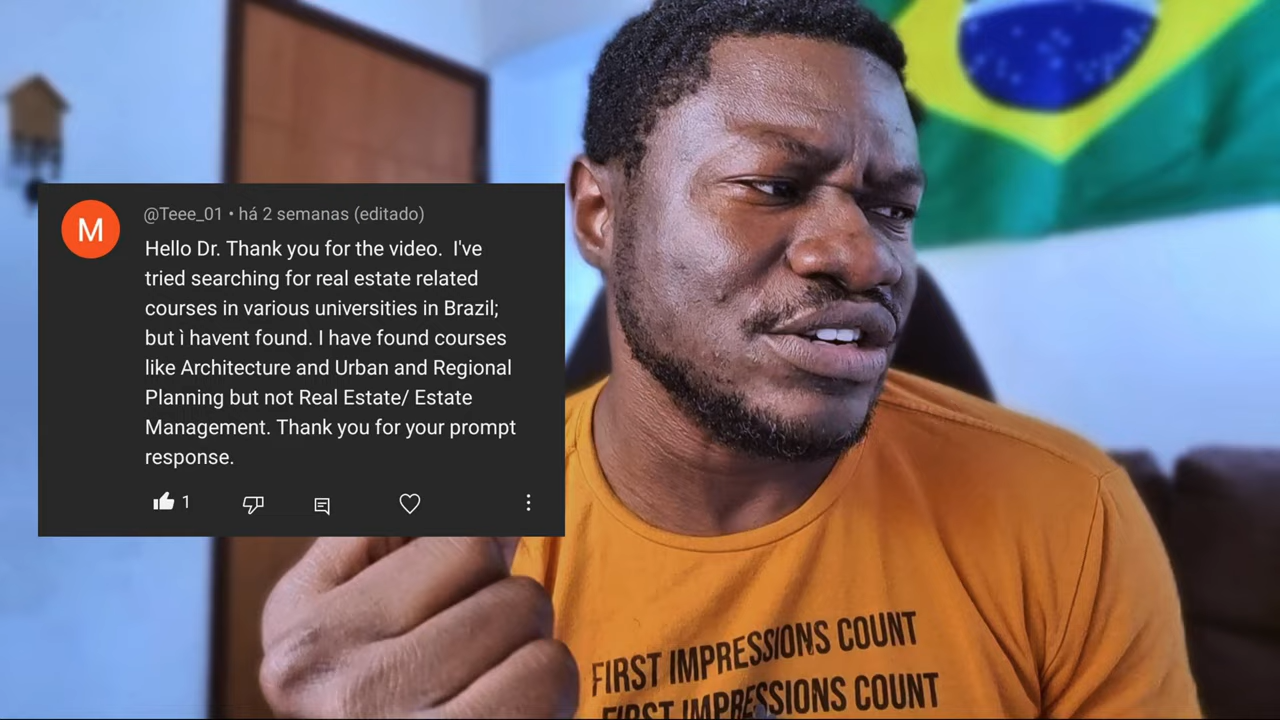 M
@Teee_01 • há 2 semanas (editado)
Hello Dr. Thank you for the video.  I've
tried searching for real estate related
courses in various universities in Brazil;
but ì havent found. I have found courses
like Architecture and Urban and Regional
Planning but not Real Estate/ Estate
Management. Thank you for your prompt
response.
1
FIRST IMPRESSIONS COUNT
FIRST IMPRESSIONS COUNT